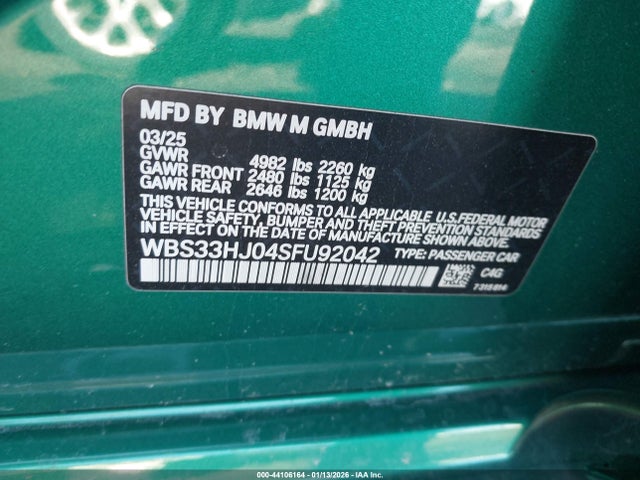 MFD BY BMW M GMBH
03/25
GVWR 4982 lbs 2260 kg
GAWR FRONT 2480 lbs 1125 kg
GAWR REAR 2646 lbs 1200 kg
THIS VEHICLE CONFORMS TO ALL APPLICABLE U.S.FEDERAL MOTOR
VEHICLE SAFETY, BUMPER AND THEFT PREVENTION STANDARDS
IN EFFECT ON THE DATE OF MANUFACTURE SHOWN ABOVE.
WBS33HJ04SFU92042 TYPE: PASSENGER CAR
C4G
7315614
000-44106164 - 01/13/2026 - IAA Inc.